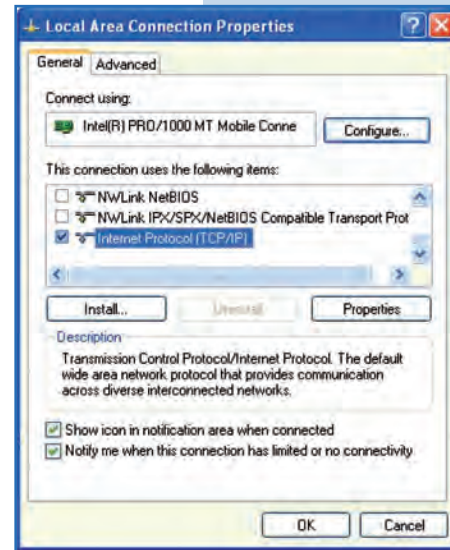 Local Area Connection Properties
General Advanced
Connect using:
Intel(R) PRO/1000 MT Mobile Conne Configure...
This connection uses the following items:
NWLink NetBIOS
NWLink IPX/SPX/NetBIOS Compatible Transport Prot
Internet Protocol (TCP/IP)
Install... Uninstall Properties
Description
Transmission Control Protocol/Internet Protocol. The default
wide area network protocol that provides communication
across diverse interconnected networks.
Show icon in notification area when connected
Notify me when this connection has limited or no connectivity
OK Cancel